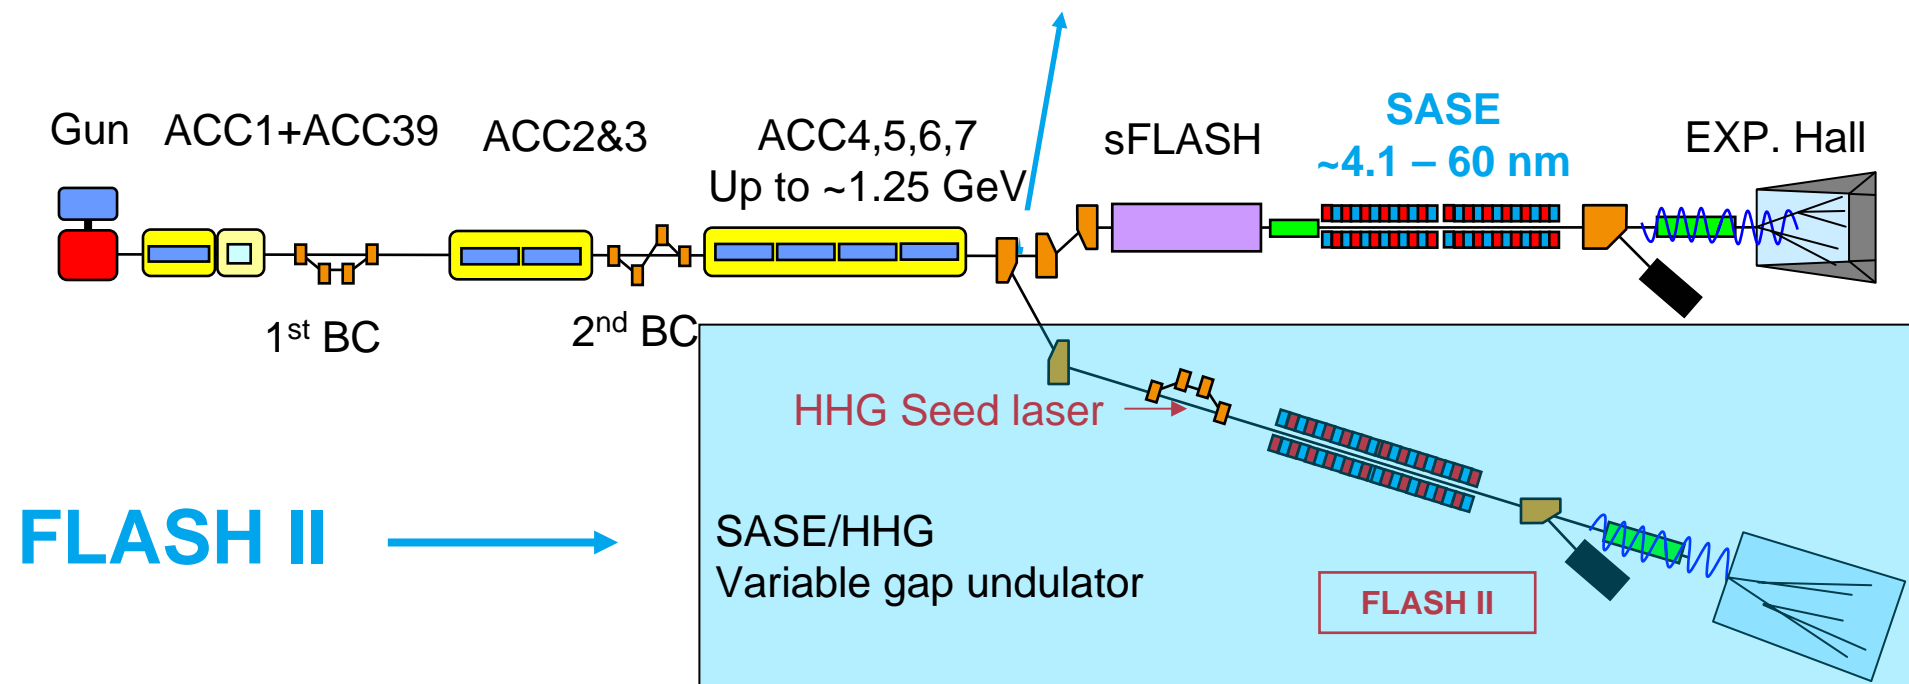 Gun
ACC1+ACC39
ACC2&3
ACC4,5,6,7
Up to ~1.25 GeV
sFLASH
SASE
~4.1 – 60 nm
EXP. Hall
1st BC
2nd BC
HHG Seed laser
FLASH II
SASE/HHG
Variable gap undulator
FLASH II